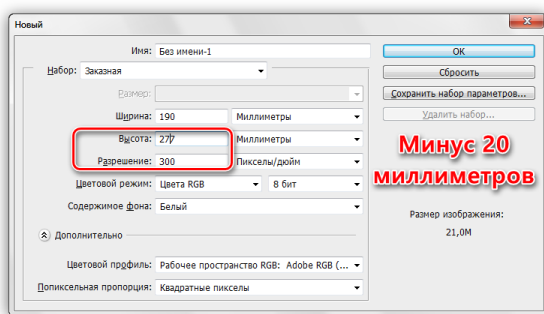 Новый
Имя: Без имени-1
Набор: Заказная
Размер:
Ширина: 190 Миллиметры
Высота: 277 Миллиметры
Разрешение: 300 Пикселы/дюйм
Цветовой режим: Цвета RGB 8 бит
Содержимое фона: Белый
Дополнительно
Цветовой профиль: Рабочее пространство RGB: Adobe RGB (...
Попиксельная пропорция: Квадратные пикселы
OK
Сбросить
Сохранить набор параметров...
Удалить набор...
Минус 20
миллиметров
Размер изображения:
21,0M